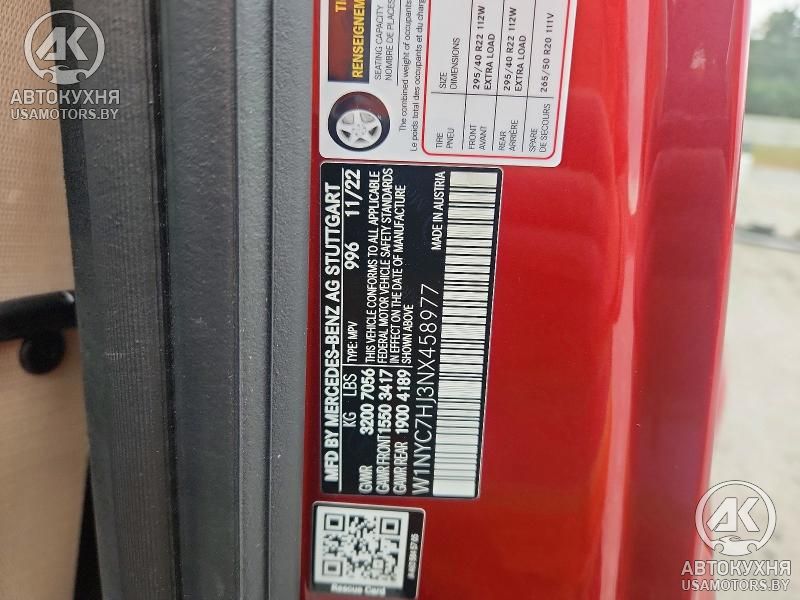 AK
АВТОКУХНЯ
USAMOTORS.BY
RENSEIGNEMENT
SEATING CAPACITY
NOMBRE DE PLACES
The combined weight of occupants
Le poids total des occupants et du charg
TIRE
PNEU
SIZE
DIMENSIONS
FRONT
AVANT
295/40 R22 112W
EXTRA LOAD
REAR
ARRIÈRE
295/40 R22 112W
EXTRA LOAD
SPARE
DE SECOURS
265/50 R20 111V
MFD BY MERCEDES-BENZ AG STUTTGART
KG LBS TYPE: MPV 996 11/22
GVWR 3200 7056 THIS VEHICLE CONFORMS TO ALL APPLICABLE
GAWR FRONT 1550 3417 FEDERAL MOTOR VEHICLE SAFETY STANDARDS
IN EFFECT ON THE DATE OF MANUFACTURE
GAWR REAR 1900 4189 SHOWN ABOVE
W1NYC7HJ3NX458977 MADE IN AUSTRIA
Rescue Card
AK
АВТОКУХНЯ
USAMOTORS.BY